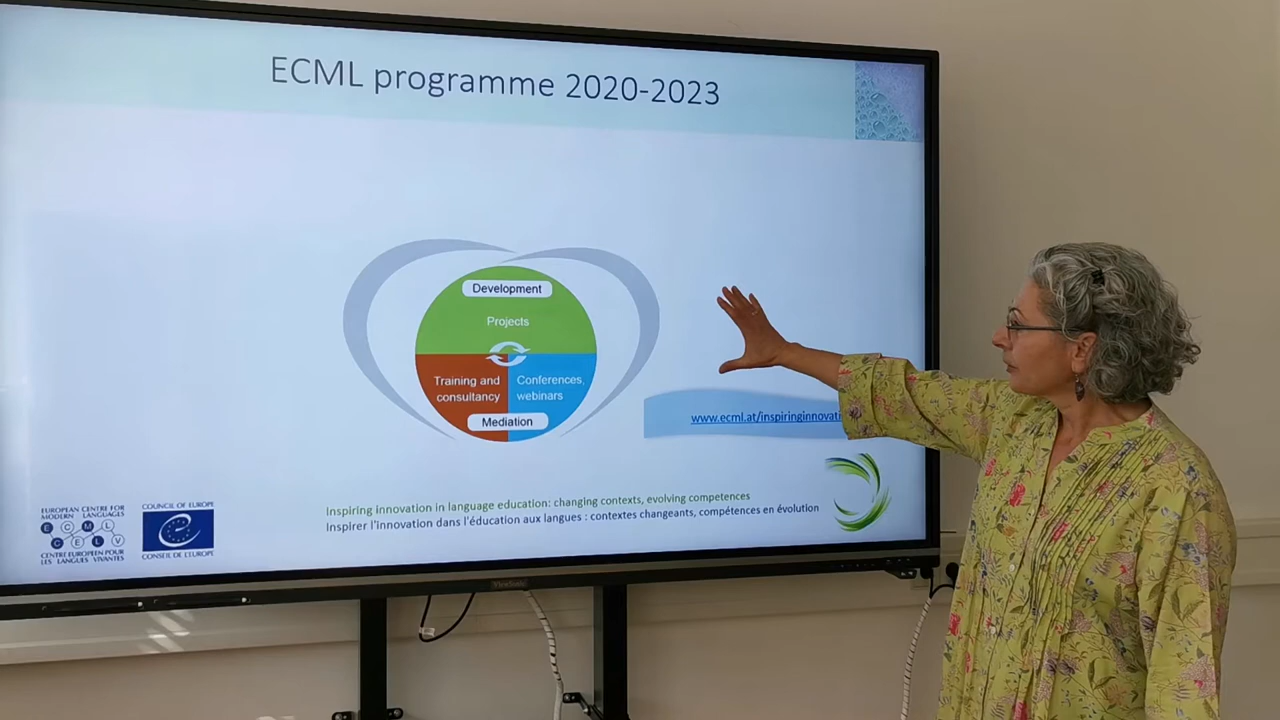 ECML programme 2020-2023
Development
Projects
Training and
consultancy
Conferences,
webinars
Mediation
www.ecml.at/inspiringinnovati
Inspiring innovation in language education: changing contexts, evolving competences
Inspirer l'innovation dans l'éducation aux langues : contextes changeants, compétences en évolution
EUROPEAN CENTRE FOR
MODERN LANGUAGES
E C M L
C E L V
CENTRE EUROPEEN POUR
LES LANGUES VIVANTES
COUNCIL OF EUROPE
CONSEIL DE L'EUROPE
ViewSonic